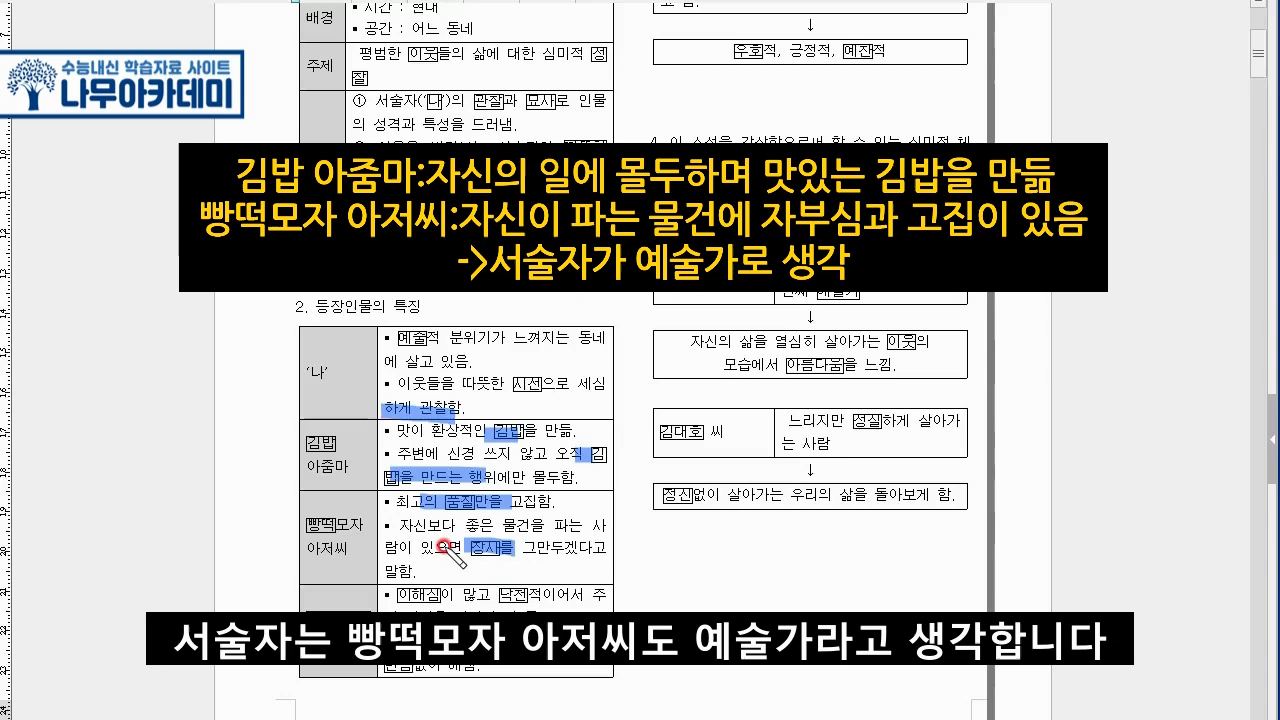 배경
▪ 시간 : 현대
▪ 공간 : 어느 동네
주제
평범한 이웃들의 삶에 대한 심미적 성
찰
① 서술자('나')의 관찰과 묘사로 인물
의 성격과 특성을 드러냄.
↓
우호적, 긍정적, 예찬적
수능내신 학습자료 사이트
나무아카데미
김밥 아줌마:자신의 일에 몰두하며 맛있는 김밥을 만듦
빵떡모자 아저씨:자신이 파는 물건에 자부심과 고집이 있음
->서술자가 예술가로 생각
2. 등장인물의 특징
'나'
▪ 예술적 분위기가 느껴지는 동네
에 살고 있음.
▪ 이웃들을 따뜻한 시선으로 세심
하게 관찰함.
김밥
아줌마
▪ 맛이 환상적인 김밥을 만듦.
▪ 주변에 신경 쓰지 않고 오직 김
밥을 만드는 행위에만 몰두함.
빵떡모자
아저씨
▪ 최고의 품질만을 고집함.
▪ 자신보다 좋은 물건을 파는 사
람이 있으면 장사를 그만두겠다고
말함.
▪ 이해심이 많고 낙천적이어서 주
↓
자신의 삶을 열심히 살아가는 이웃의
모습에서 아름다움을 느낌.
김대호 씨
느리지만 성실하게 살아가
는 사람
↓
정신없이 살아가는 우리의 삶을 돌아보게 함.
서술자는 빵떡모자 아저씨도 예술가라고 생각합니다